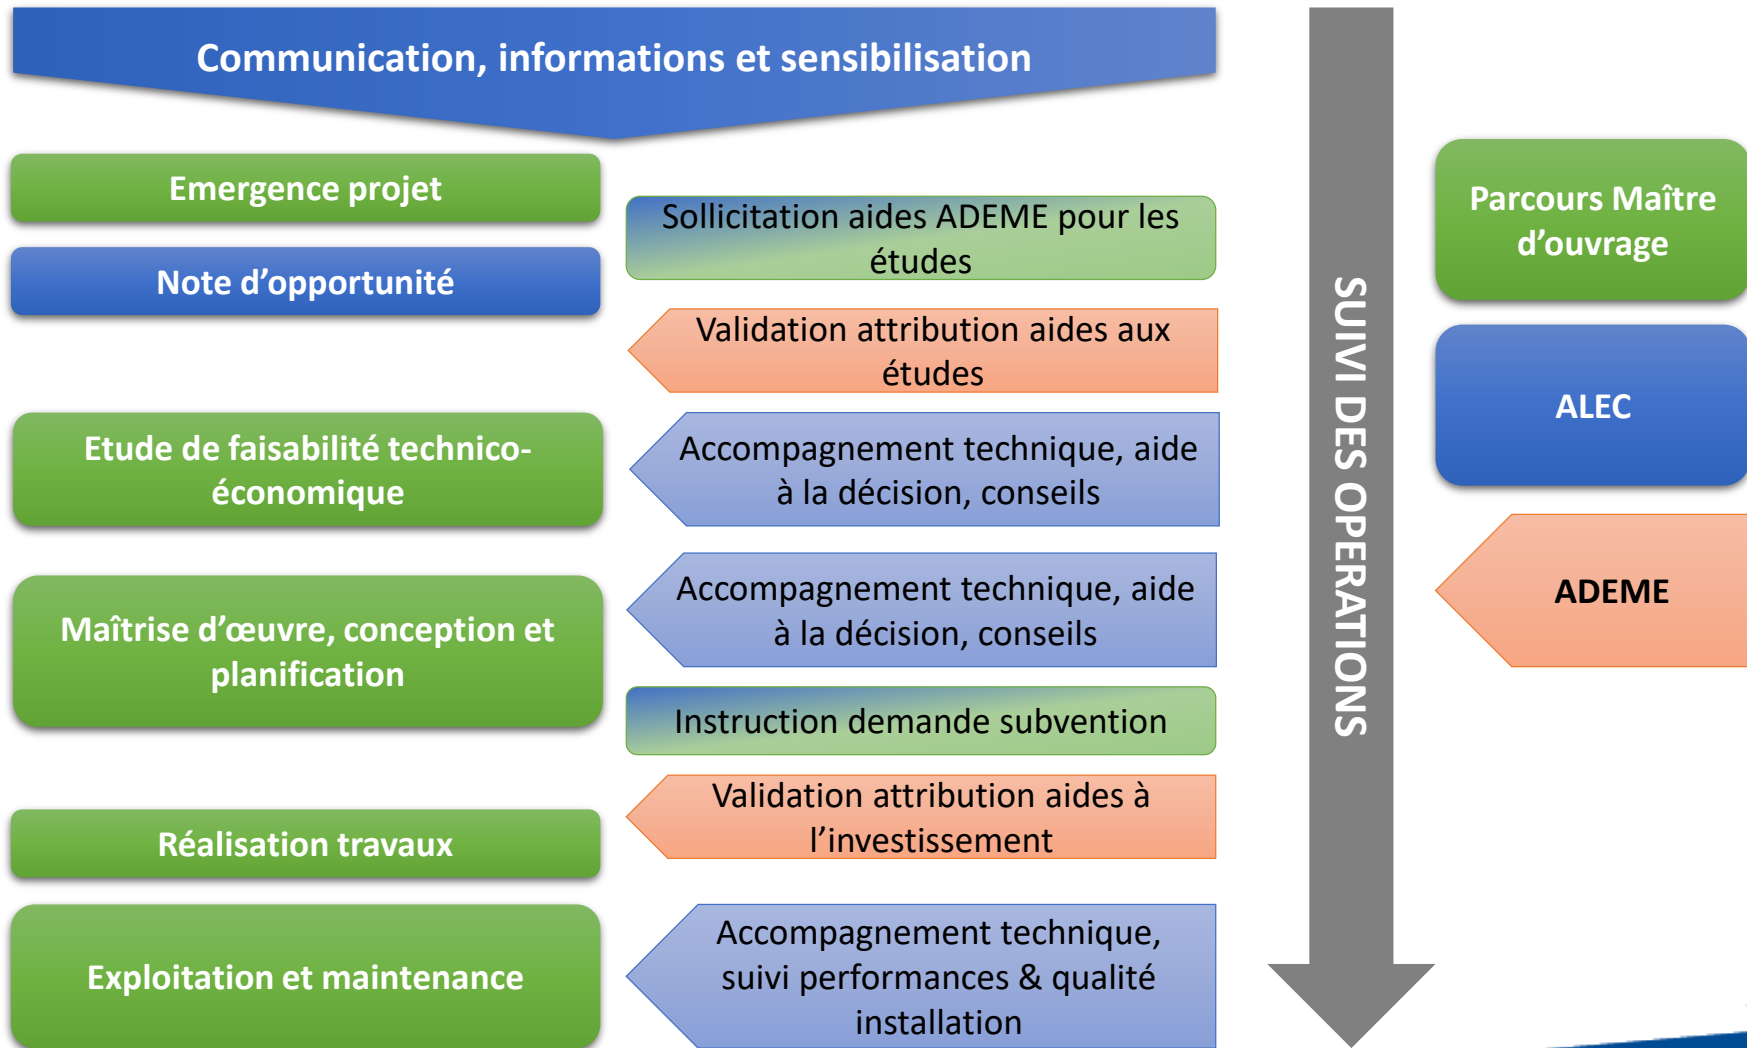 Communication, informations et sensibilisation
Emergence projet
Note d'opportunité
Etude de faisabilité technico-
économique
Maîtrise d'œuvre, conception et
planification
Réalisation travaux
Exploitation et maintenance
Sollicitation aides ADEME pour les
études
Validation attribution aides aux
études
Accompagnement technique, aide
à la décision, conseils
Accompagnement technique, aide
à la décision, conseils
Instruction demande subvention
Validation attribution aides à
l'investissement
Accompagnement technique,
suivi performances & qualité
installation
SUIVI DES OPERATIONS
Parcours Maître
d'ouvrage
ALEC
ADEME